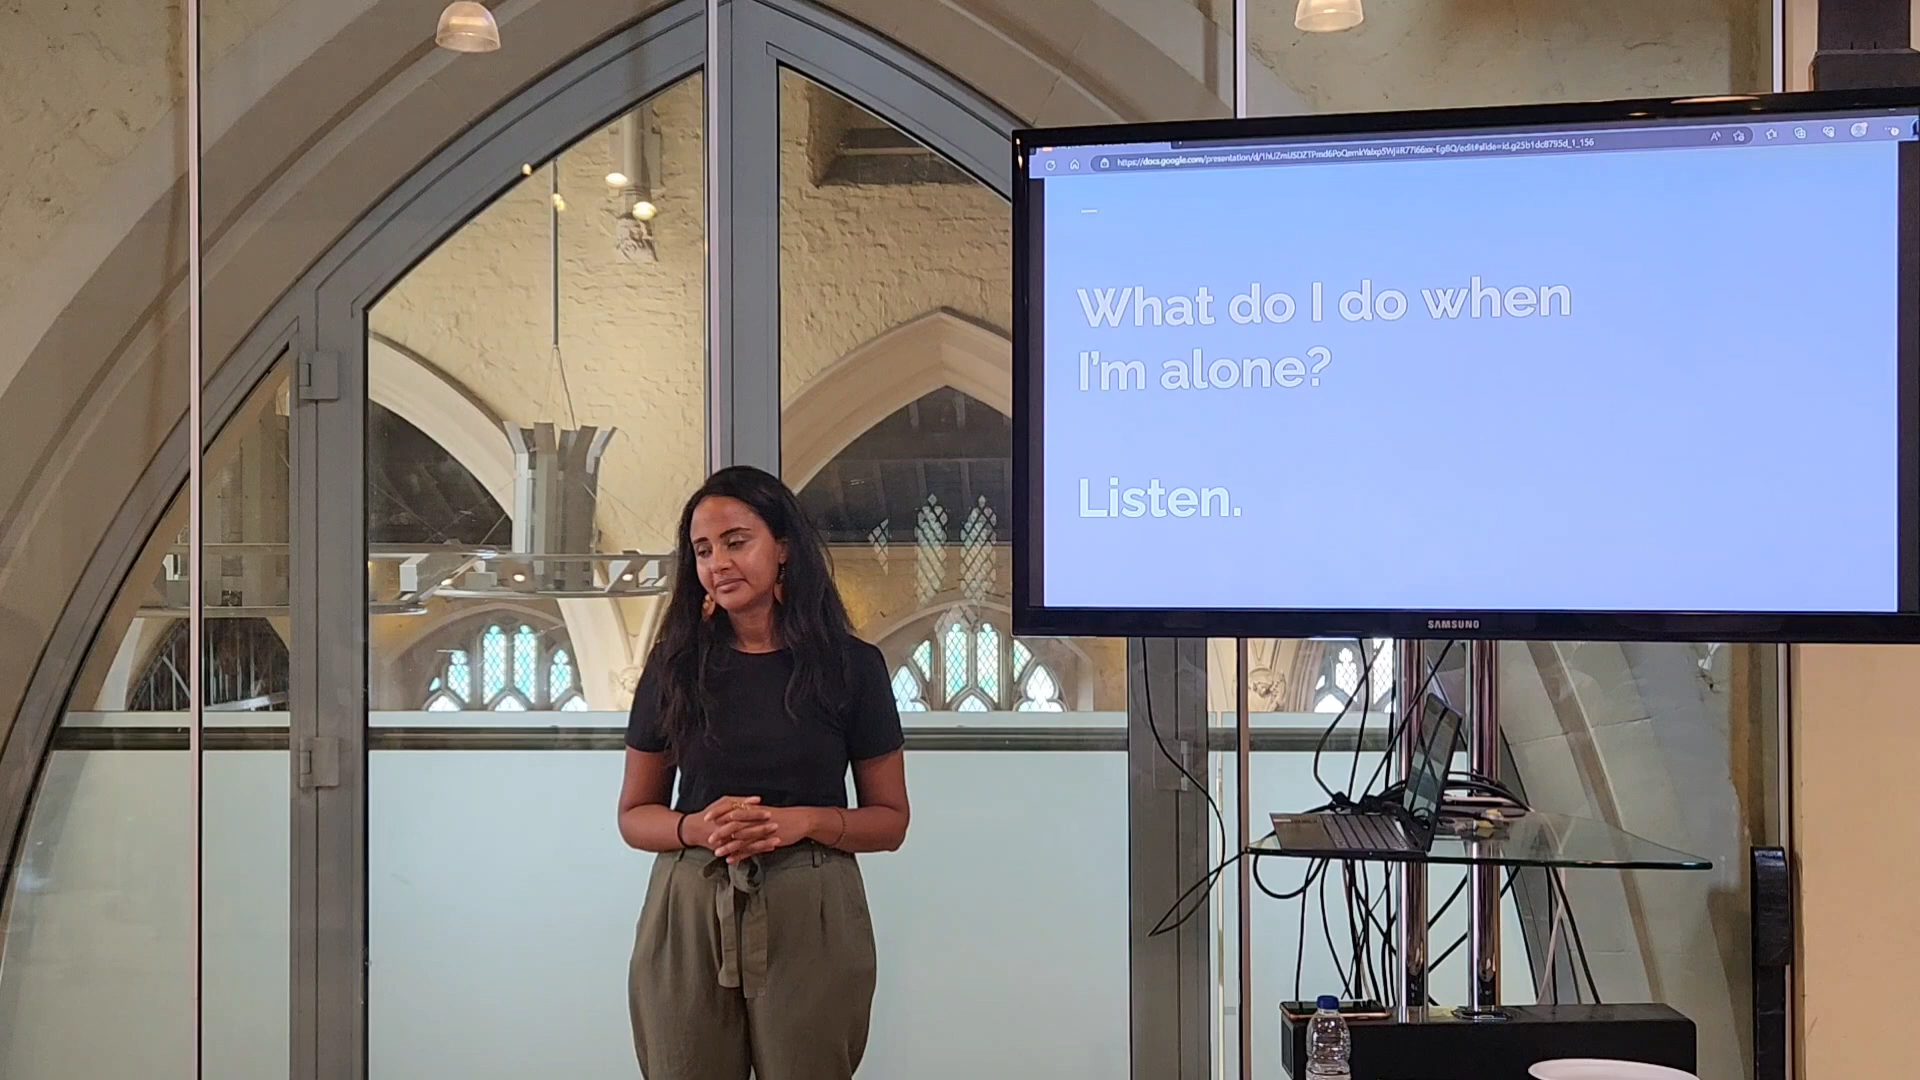 What do I do when
I'm alone?
Listen.
SAMSUNG